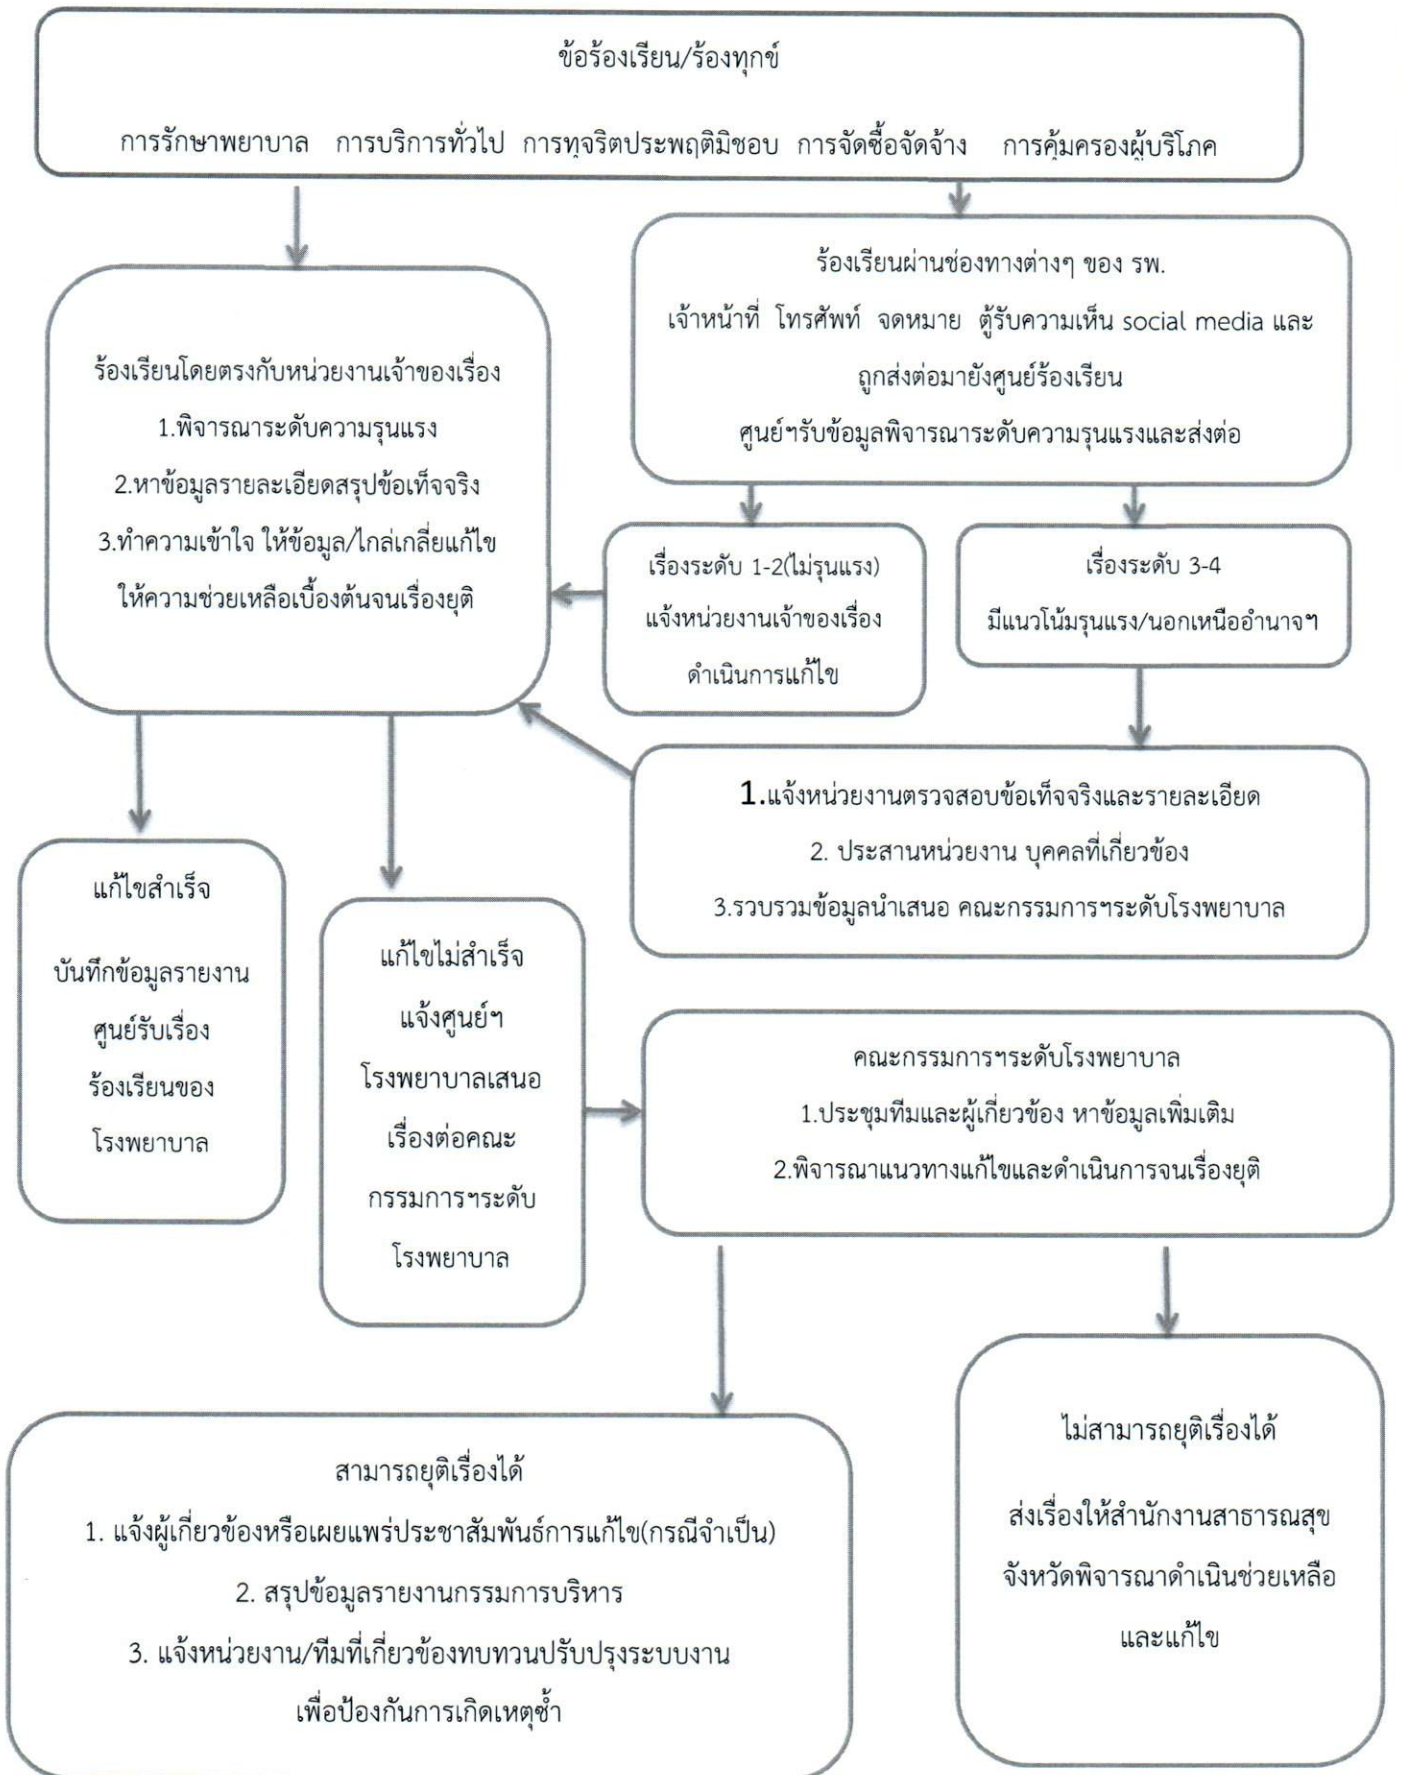 ข้อร้องเรียน/ร้องทุกข์
การรักษาพยาบาล การบริการทั่วไป การทุจริตประพฤติมิชอบ การจัดซื้อจัดจ้าง การคุ้มครองผู้บริโภค
ร้องเรียนผ่านช่องทางต่างๆ ของ รพ.
เจ้าหน้าที่ โทรศัพท์ จดหมาย ตู้รับความเห็น social media และ
ถูกส่งต่อมายังศูนย์ร้องเรียน
ศูนย์ฯรับข้อมูลพิจารณาระดับความรุนแรงและส่งต่อ
ร้องเรียนโดยตรงกับหน่วยงานเจ้าของเรื่อง
1.พิจารณาระดับความรุนแรง
2.หาข้อมูลรายละเอียดสรุปข้อเท็จจริง
3.ทำความเข้าใจ ให้ข้อมูล/ไกล่เกลี่ยแก้ไข
ให้ความช่วยเหลือเบื้องต้นจนเรื่องยุติ
เรื่องระดับ 1-2(ไม่รุนแรง)
แจ้งหน่วยงานเจ้าของเรื่อง
ดำเนินการแก้ไข
เรื่องระดับ 3-4
มีแนวโน้มรุนแรง/นอกเหนืออำนาจฯ
1.แจ้งหน่วยงานตรวจสอบข้อเท็จจริงและรายละเอียด
2. ประสานหน่วยงาน บุคคลที่เกี่ยวข้อง
3.รวบรวมข้อมูลนำเสนอ คณะกรรมการฯระดับโรงพยาบาล
แก้ไขสำเร็จ
บันทึกข้อมูลรายงาน
ศูนย์รับเรื่อง
ร้องเรียนของ
โรงพยาบาล
แก้ไขไม่สำเร็จ
แจ้งศูนย์ฯ
โรงพยาบาลเสนอ
เรื่องต่อคณะ
กรรมการฯระดับ
โรงพยาบาล
คณะกรรมการฯระดับโรงพยาบาล
1.ประชุมทีมและผู้เกี่ยวข้อง หาข้อมูลเพิ่มเติม
2.พิจารณาแนวทางแก้ไขและดำเนินการจนเรื่องยุติ
สามารถยุติเรื่องได้
1. แจ้งผู้เกี่ยวข้องหรือเผยแพร่ประชาสัมพันธ์การแก้ไข(กรณีจำเป็น)
2. สรุปข้อมูลรายงานกรรมการบริหาร
3. แจ้งหน่วยงาน/ทีมที่เกี่ยวข้องทบทวนปรับปรุงระบบงาน
เพื่อป้องกันการเกิดเหตุซ้ำ
ไม่สามารถยุติเรื่องได้
ส่งเรื่องให้สำนักงานสาธารณสุข
จังหวัดพิจารณาดำเนินช่วยเหลือ
และแก้ไข